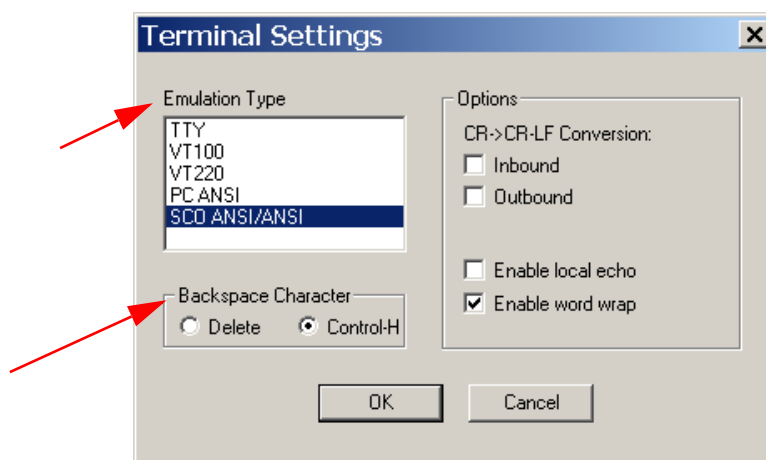 Terminal Settings
Emulation Type
TTY
VT100
VT220
PC ANSI
SCO ANSI/ANSI
Backspace Character
Delete
Control-H
Options
CR->CR-LF Conversion:
Inbound
Outbound
Enable local echo
Enable word wrap
OK
Cancel